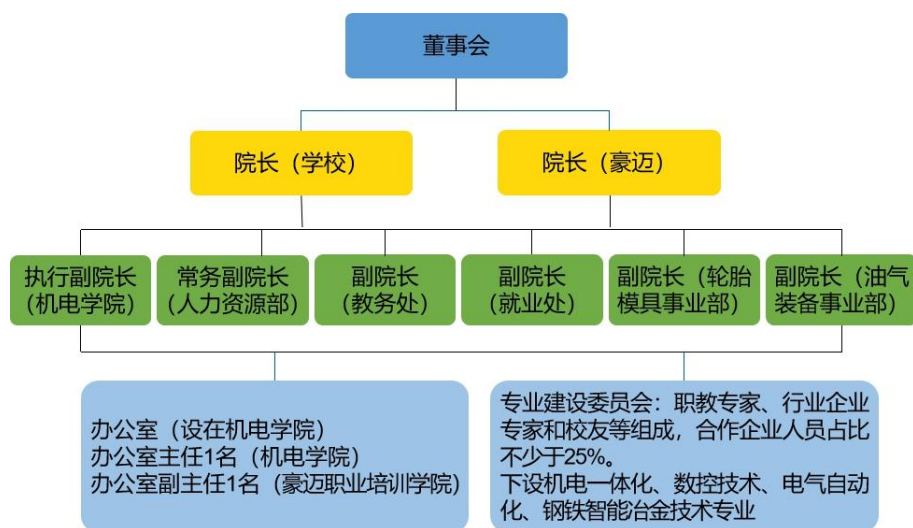 董事会
院长（学校）
院长（豪迈）
执行副院长
（机电学院）
常务副院长
（人力资源部）
副院长
（教务处）
副院长
（就业处）
副院长（轮胎
模具事业部）
副院长（油气
装备事业部）
办公室（设在机电学院）
办公室主任1名（机电学院）
办公室副主任1名（豪迈职业培训学院）
专业建设委员会：职教专家、行业企业
专家和校友等组成，合作企业人员占比
不少于25%。
下设机电一体化、数控技术、电气自动
化、钢铁智能冶金技术专业